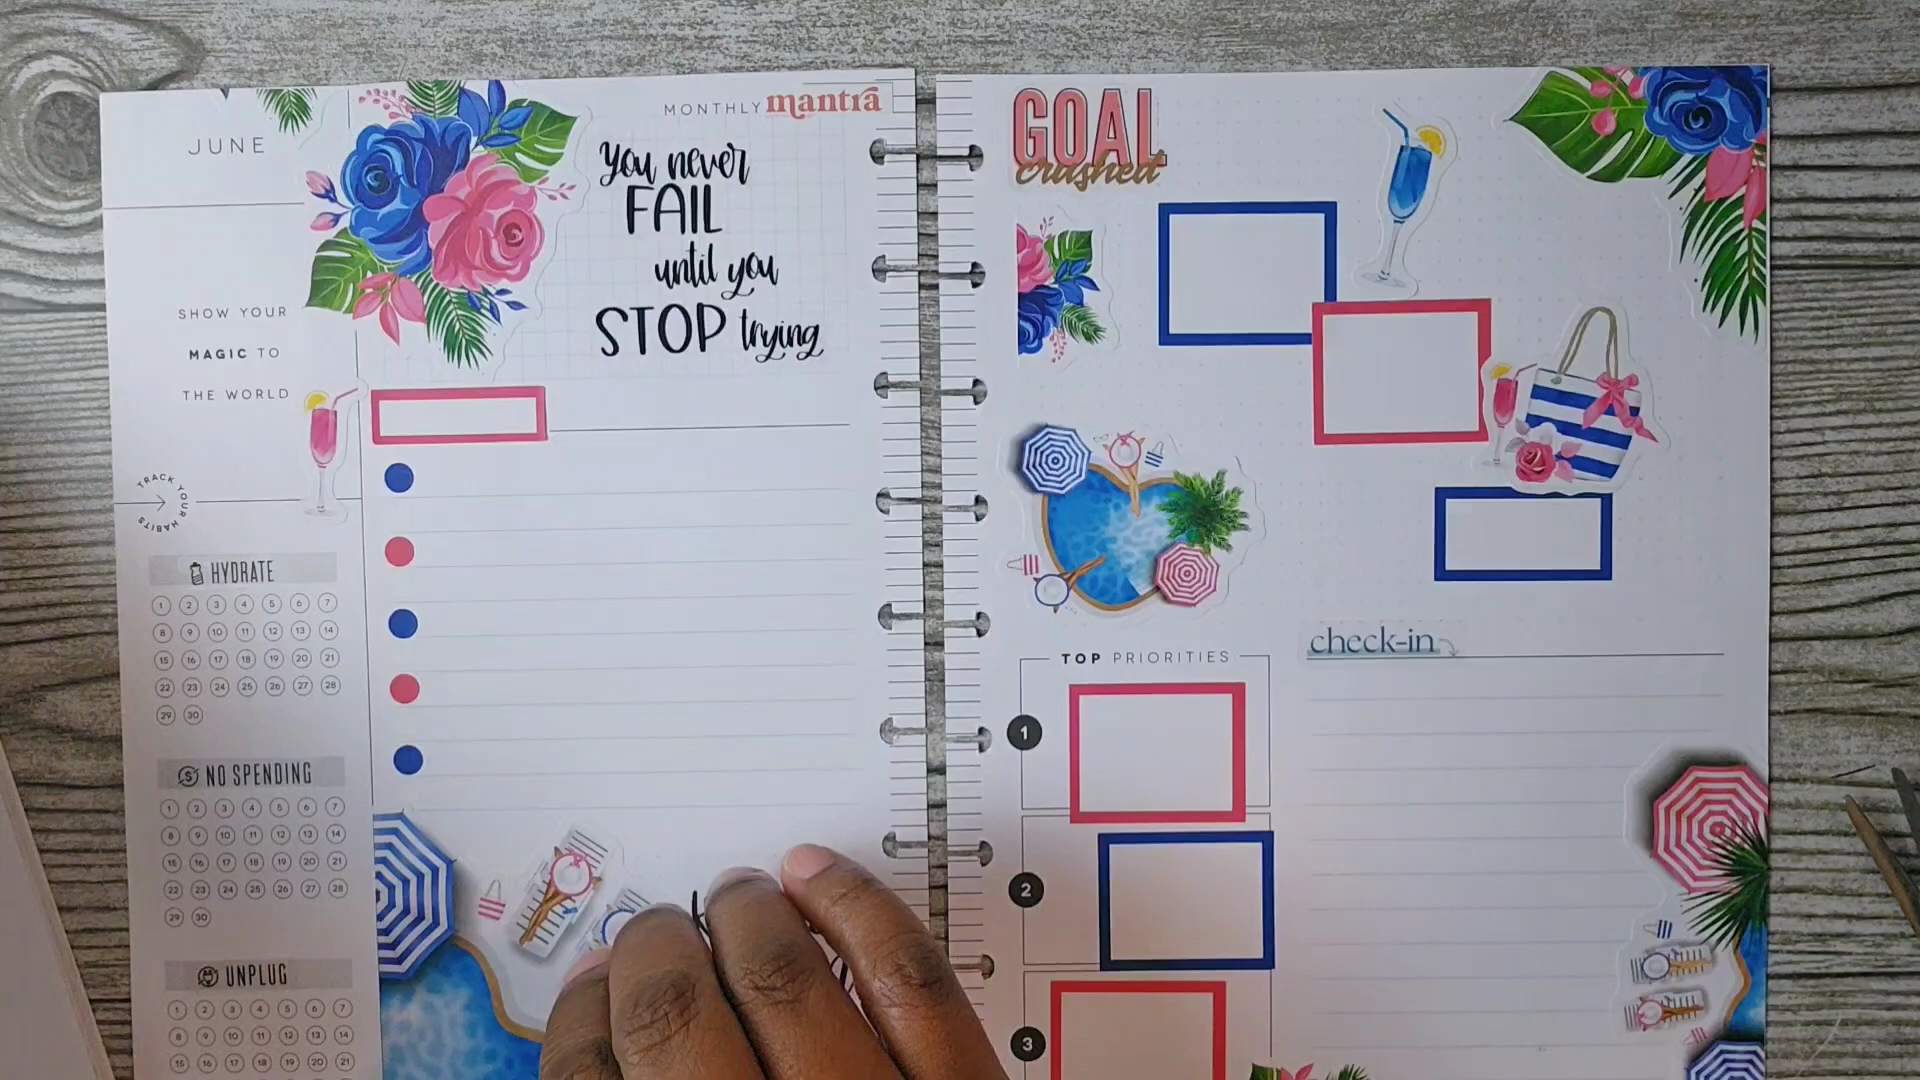 JUNE
SHOW YOUR
MAGIC TO
THE WORLD
TRACK YOUR HABITS
HYDRATE
1 2 3 4 5 6 7
8 9 10 11 12 13 14
15 16 17 18 19 20 21
22 23 24 25 26 27 28
29 30
NO SPENDING
1 2 3 4 5 6 7
8 9 10 11 12 13 14
15 16 17 18 19 20 21
22 23 24 25 26 27 28
29 30
UNPLUG
1 2 3 4 5 6 7
8 9 10 11 12 13 14
15 16 17 18 19 20 21
MONTHLY mantra
you never
FAIL
until you
STOP trying
GOAL
crushed
TOP PRIORITIES
1
2
3
check-in